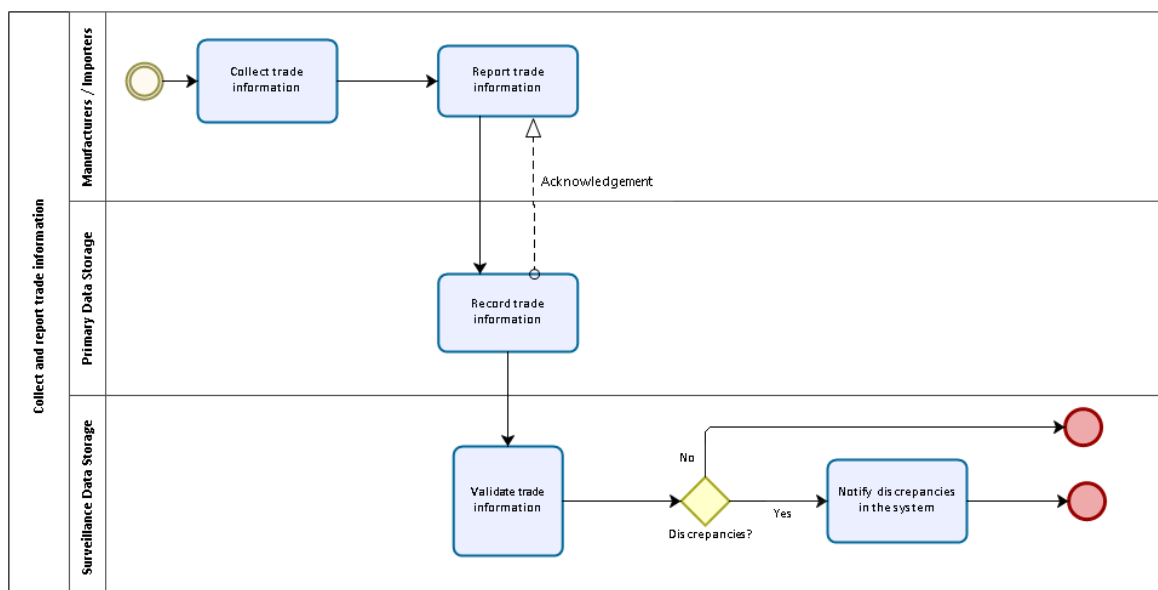 Collect and report trade information
Manufacturers / Importers
Collect trade
information
Report trade
information
Acknowledgement
Primary Data Storage
Record trade
information
Surveillance Data Storage
Validate trade
information
No
Discrepancies?
Yes
Notify discrepancies
in the system